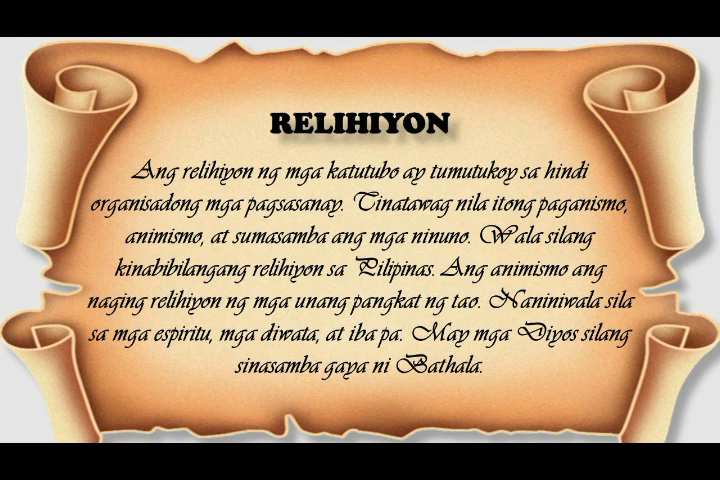 RELIHIYON
Ang relihiyon ng mga katutubo ay tumutukoy sa hindi
organisadong mga pagsasanay. Tinatawag nila itong paganismo,
animismo, at sumasamba ang mga ninuno. Wala silang
kinabibilangang relihiyon sa Pilipinas. Ang animismo ang
naging relihiyon ng mga unang pangkat ng tao. Naniniwala sila
sa mga espiritu, mga diwata, at iba pa. May mga Diyos silang
sinasamba gaya ni Bathala.